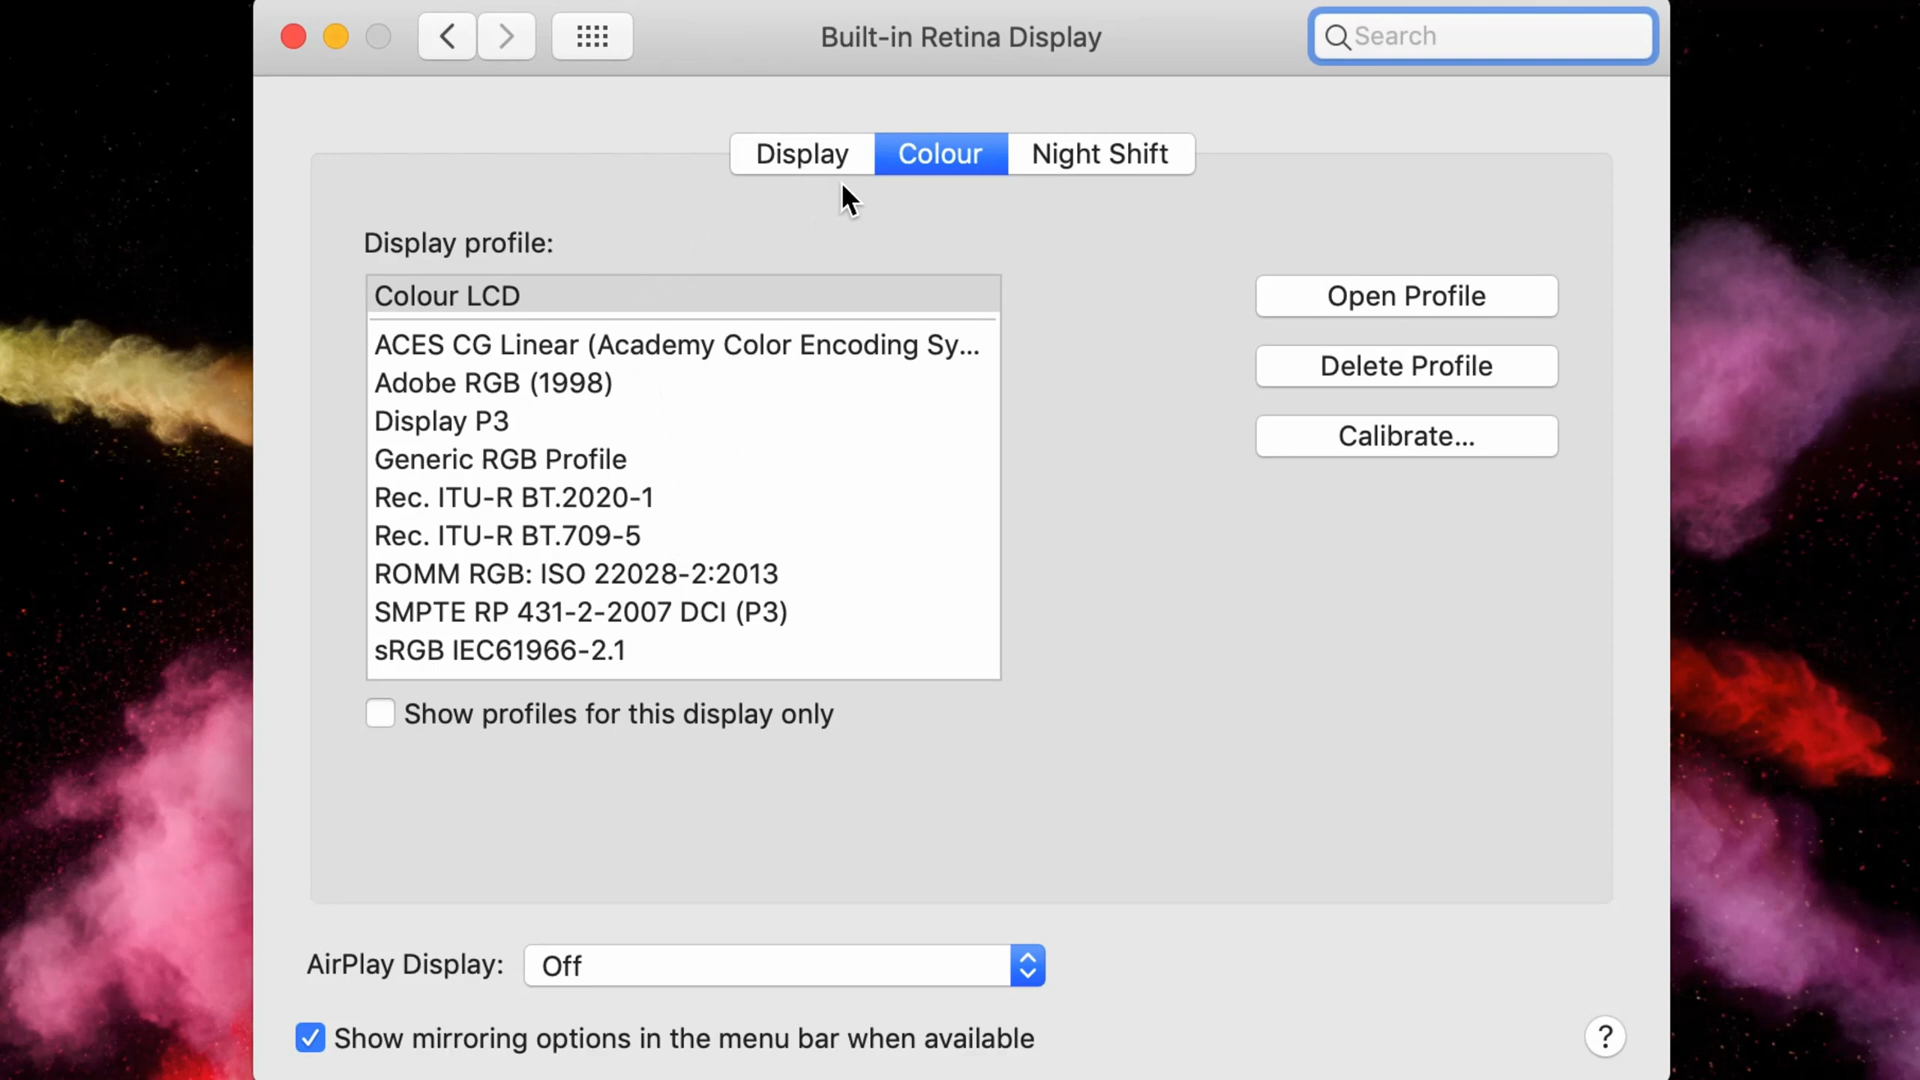 Built-in Retina Display
Search
Display
Colour
Night Shift
Display profile:
Colour LCD
ACES CG Linear (Academy Color Encoding Sy...
Adobe RGB (1998)
Display P3
Generic RGB Profile
Rec. ITU-R BT.2020-1
Rec. ITU-R BT.709-5
ROMM RGB: ISO 22028-2:2013
SMPTE RP 431-2-2007 DCI (P3)
sRGB IEC61966-2.1
Open Profile
Delete Profile
Calibrate...
Show profiles for this display only
AirPlay Display:
Off
Show mirroring options in the menu bar when available
?